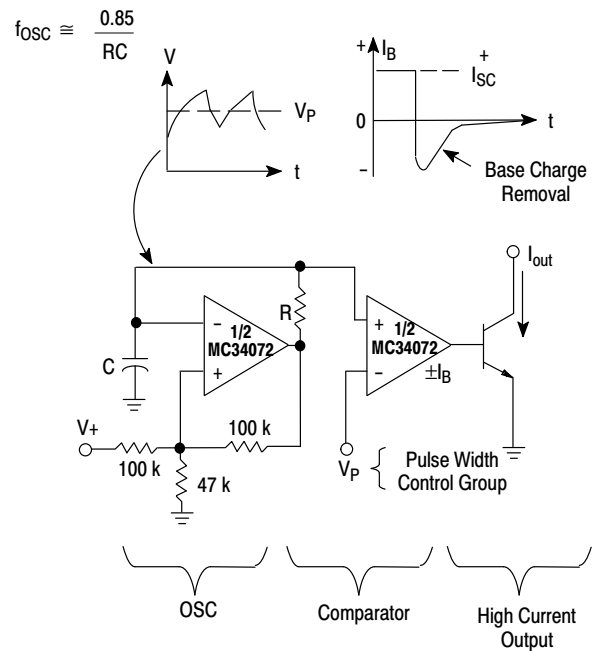 fOSC ≅ 0.85
RC
V
VP
t
+ IB
+
ISC
0
t
−
Base Charge
Removal
Iout
R
−
1/2
MC34072
+
+
1/2
MC34072
−
±IB
C
V+
100 k
100 k
47 k
VP
Pulse Width
Control Group
OSC
Comparator
High Current
Output